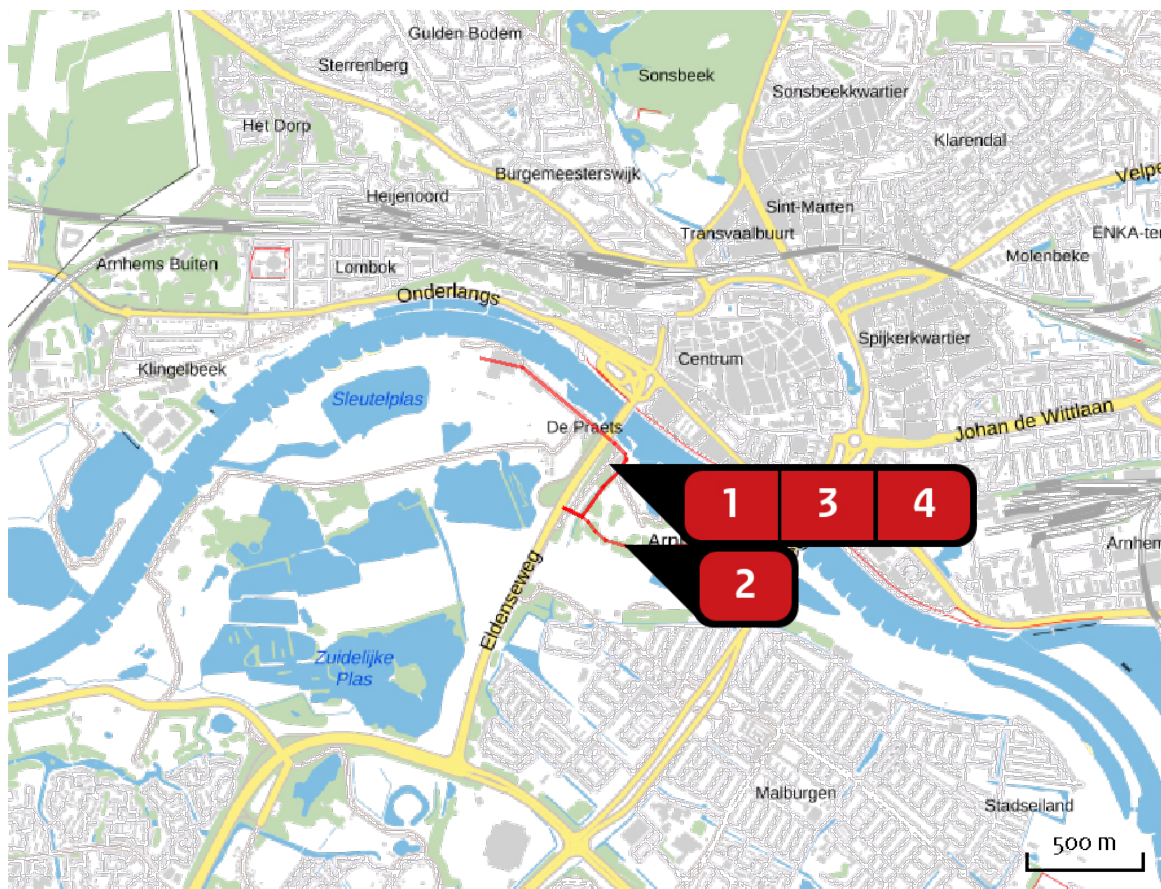 Gulden Bodem
Sterrenberg
Sonsbeek
Sonsbeekkwartier
Het Dorp
Klarendal
Burgemeesterswijk
Velpe
Heijenoord
Sint-Marten
Transvaalbuurt
ENKA-ter
Molenbeke
Arnhems Buiten
Lombok
Onderlangs
Spijkerkwartier
Centrum
Klingelbeek
Sleutelplas
Johan de Wittlaan
De Praets
1 3 4
Arnh
Arnhem
2
Eldenseweg
Zuidelijke
Plas
Malburgen
Stadseiland
500 m